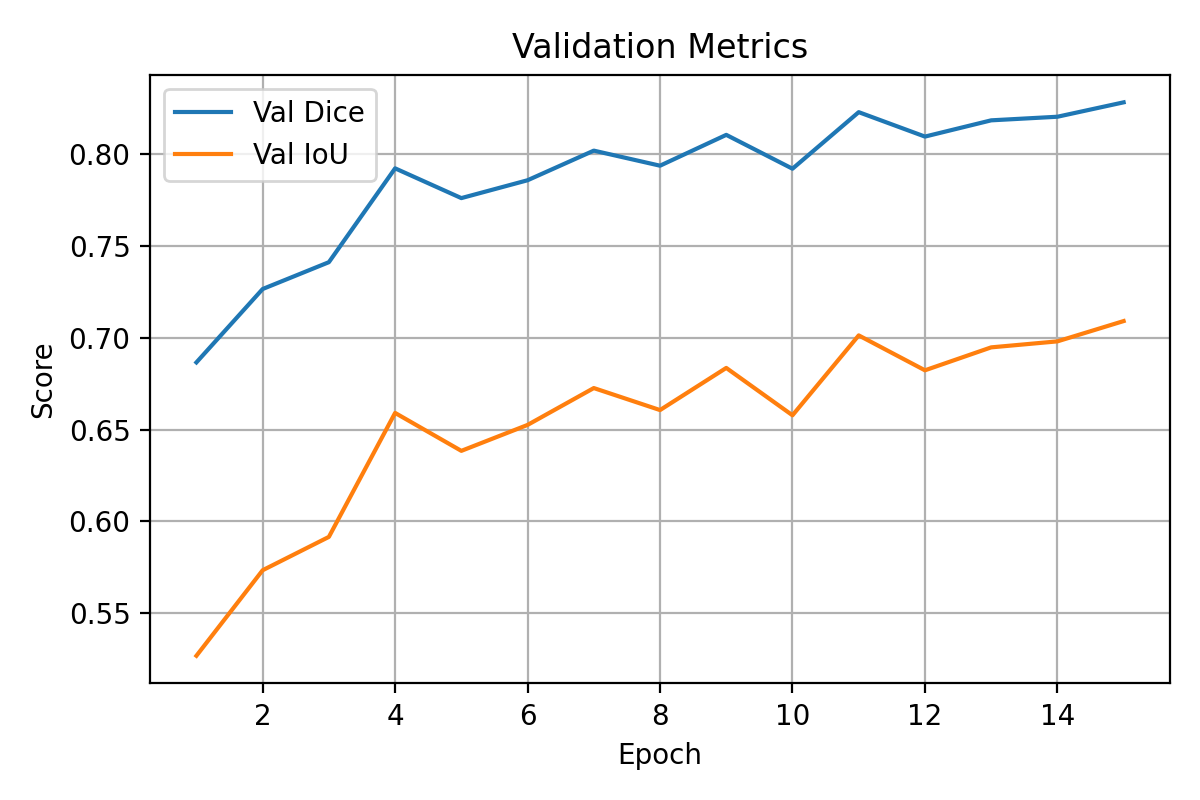 Validation Metrics
Val Dice
Val IoU
0.80
0.75
0.70
0.65
0.60
0.55
Score
2 4 6 8 10 12 14
Epoch